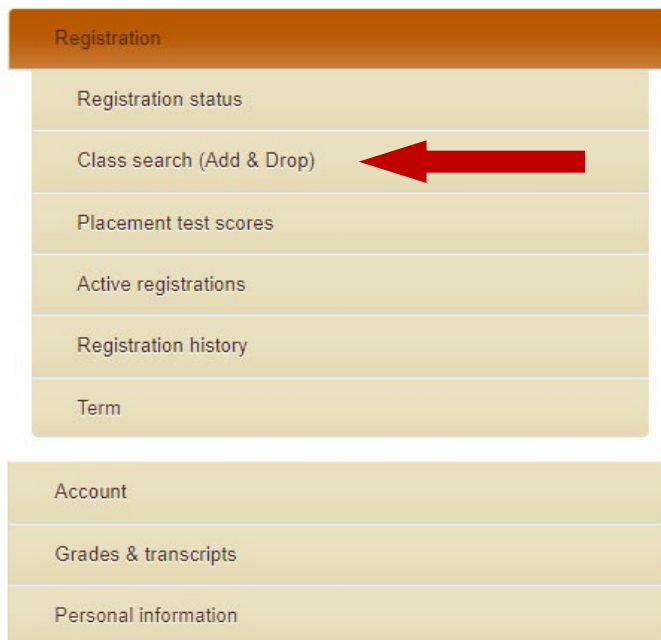 Registration
Registration status
Class search (Add & Drop)
Placement test scores
Active registrations
Registration history
Term
Account
Grades & transcripts
Personal information